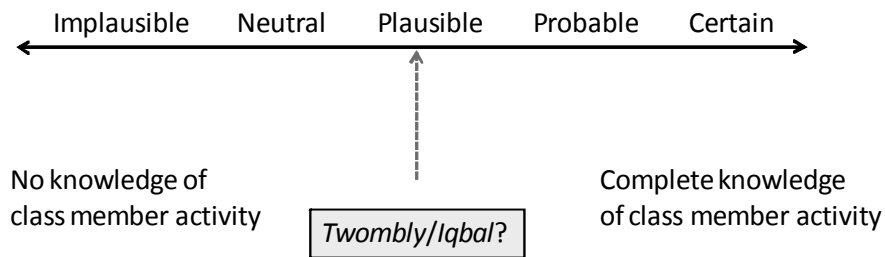 Implausible Neutral Plausible Probable Certain
No knowledge of
class member activity
Complete knowledge
of class member activity
Twombly/Iqbal?